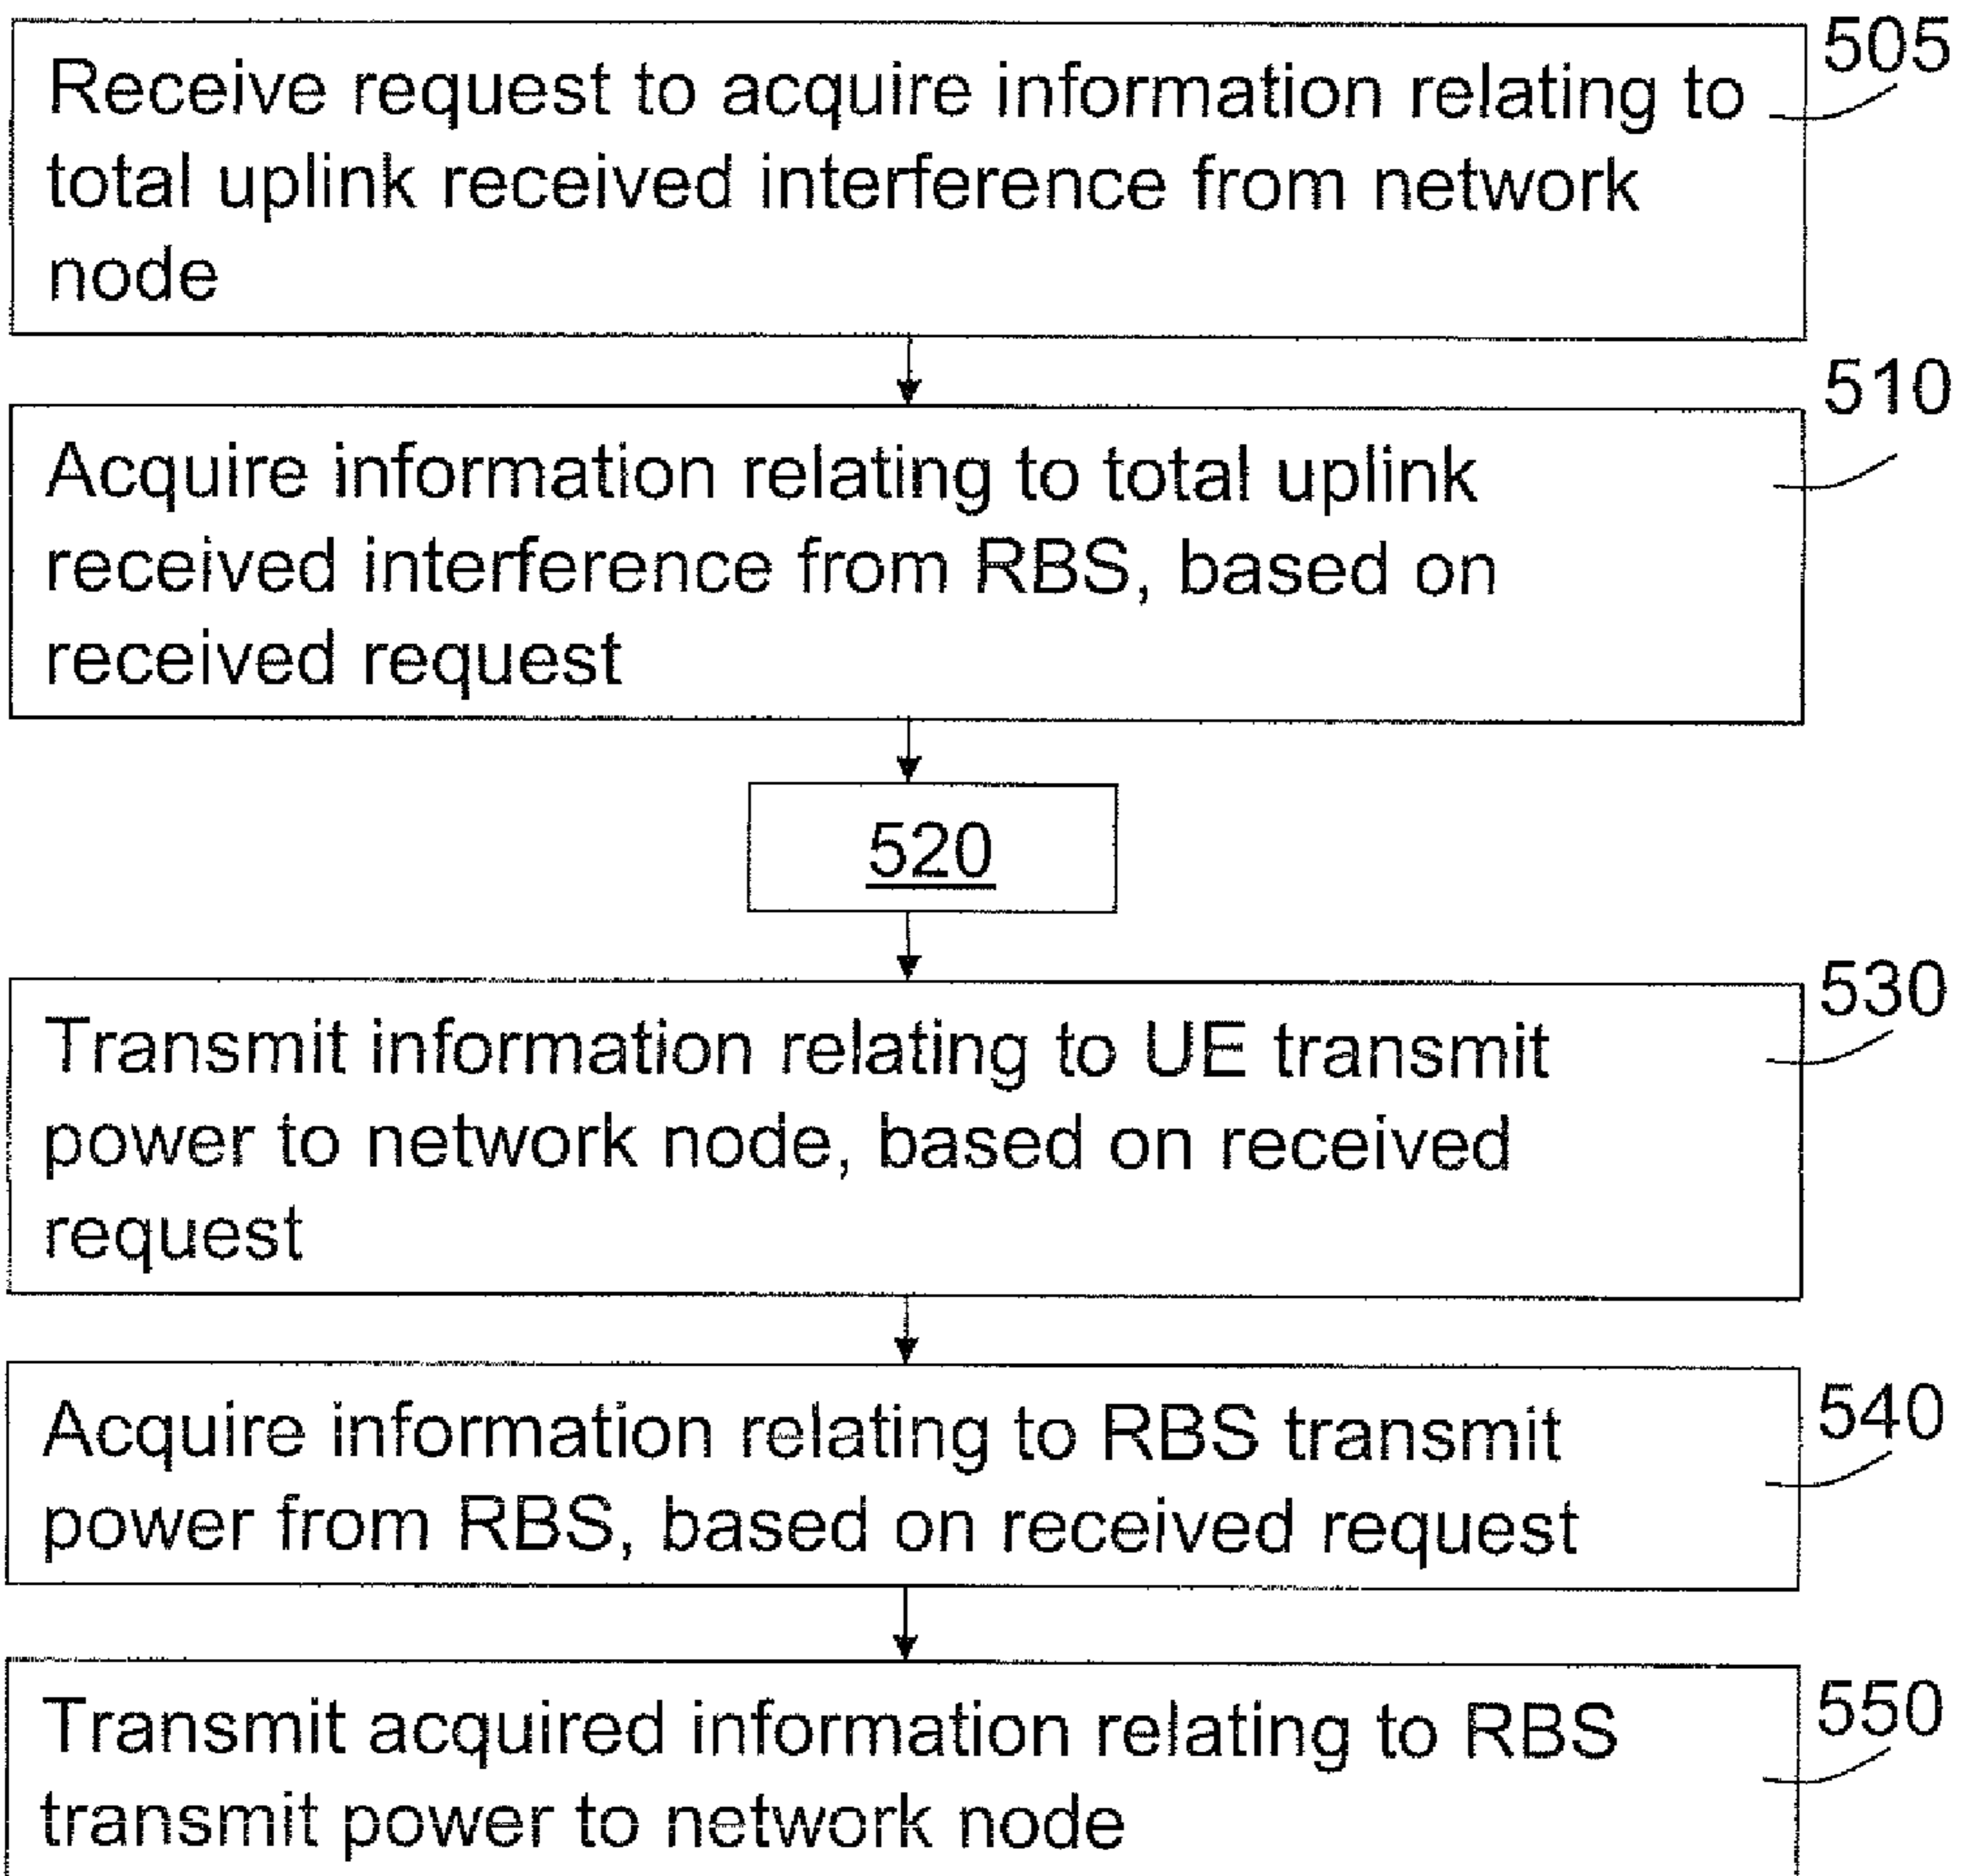 505
Receive request to acquire information relating to
total uplink received interference from network
node
510
Acquire information relating to total uplink
received interference from RBS, based on
received request
520
530
Transmit information relating to UE transmit
power to network node, based on received
request
540
Acquire information relating to RBS transmit
power from RBS, based on received request
550
Transmit acquired information relating to RBS
transmit power to network node